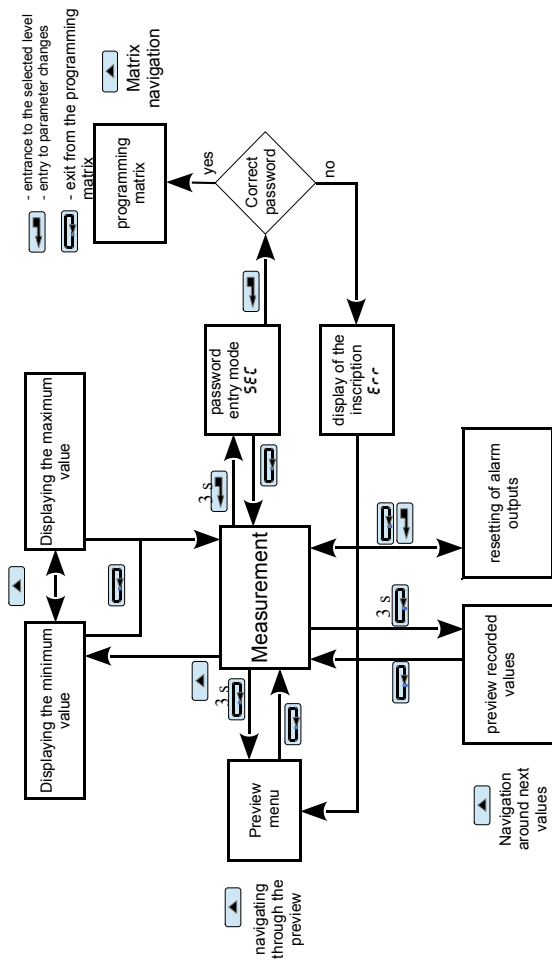 - entrance to the selected level
- entry to parameter changes
- exit from the programming
matrix
Matrix
navigation
programming
matrix
yes
Correct
password
no
password
entry mode
SEC
display of the
inscription
Err
Displaying the maximum
value
Displaying the minimum
value
3 s
Measurement
3 s
3 s
resetting of alarm
outputs
preview recorded
values
Preview
menu
navigating
through the
preview
Navigation
around next
values